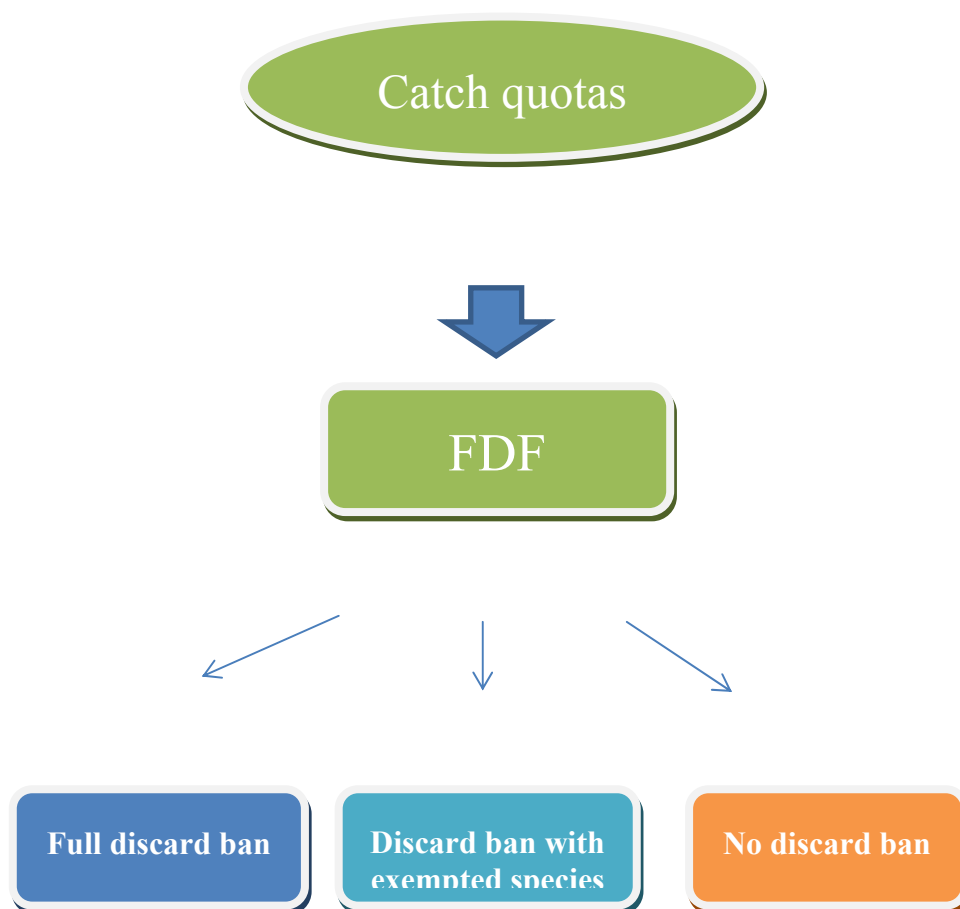 Catch quotas
FDF
Full discard ban
Discard ban with
exempted species
No discard ban